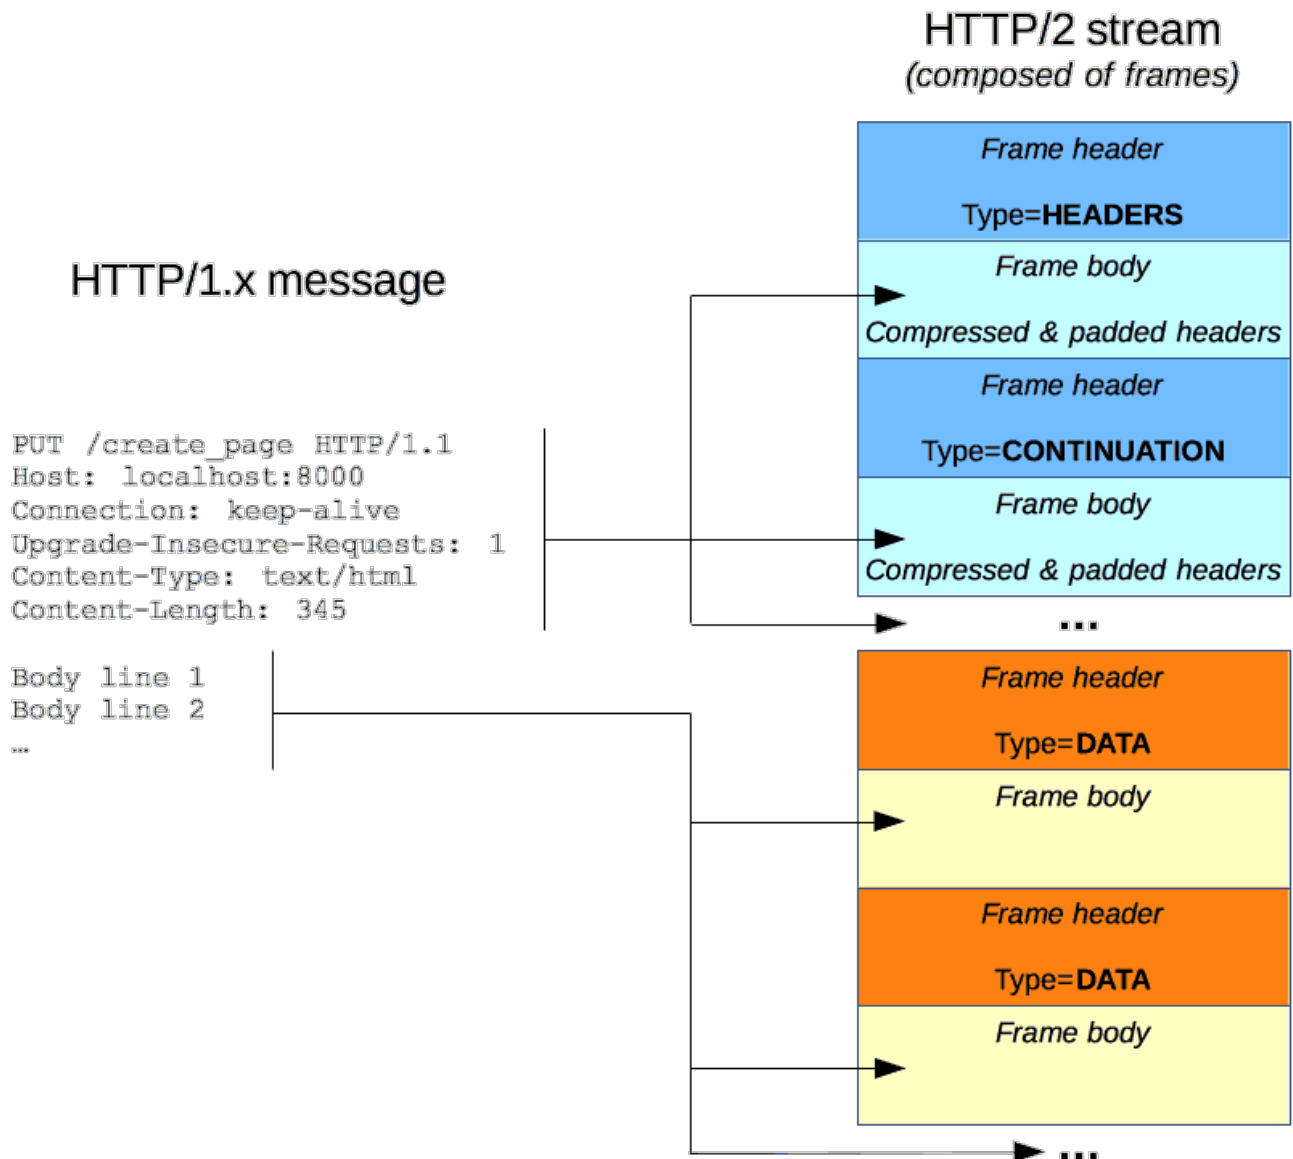 HTTP/2 stream
(composed of frames)
Frame header
Type=HEADERS
Frame body
Compressed & padded headers
Frame header
Type=CONTINUATION
Frame body
Compressed & padded headers
...
Frame header
Type=DATA
Frame body
Frame header
Type=DATA
Frame body
...
HTTP/1.x message
PUT /create_page HTTP/1.1
Host: localhost:8000
Connection: keep-alive
Upgrade-Insecure-Requests: 1
Content-Type: text/html
Content-Length: 345
Body line 1
Body line 2
…